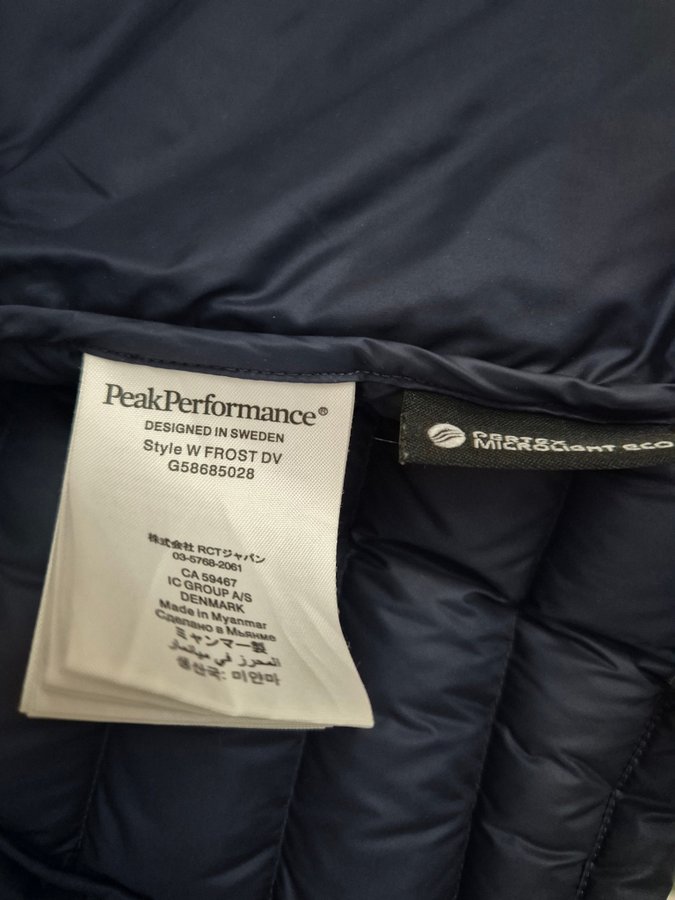 PeakPerformance®
DESIGNED IN SWEDEN
Style W FROST DV
G58685028
株式会社 RCTジャパン
03-5768-2061
CA 59467
IC GROUP A/S
DENMARK
Made in Myanmar
Сделано в Мьянме
ミャンマー製
المحرز في ميانمار
생산국: 미얀마
PERTEX
MICROLIGHT ECO